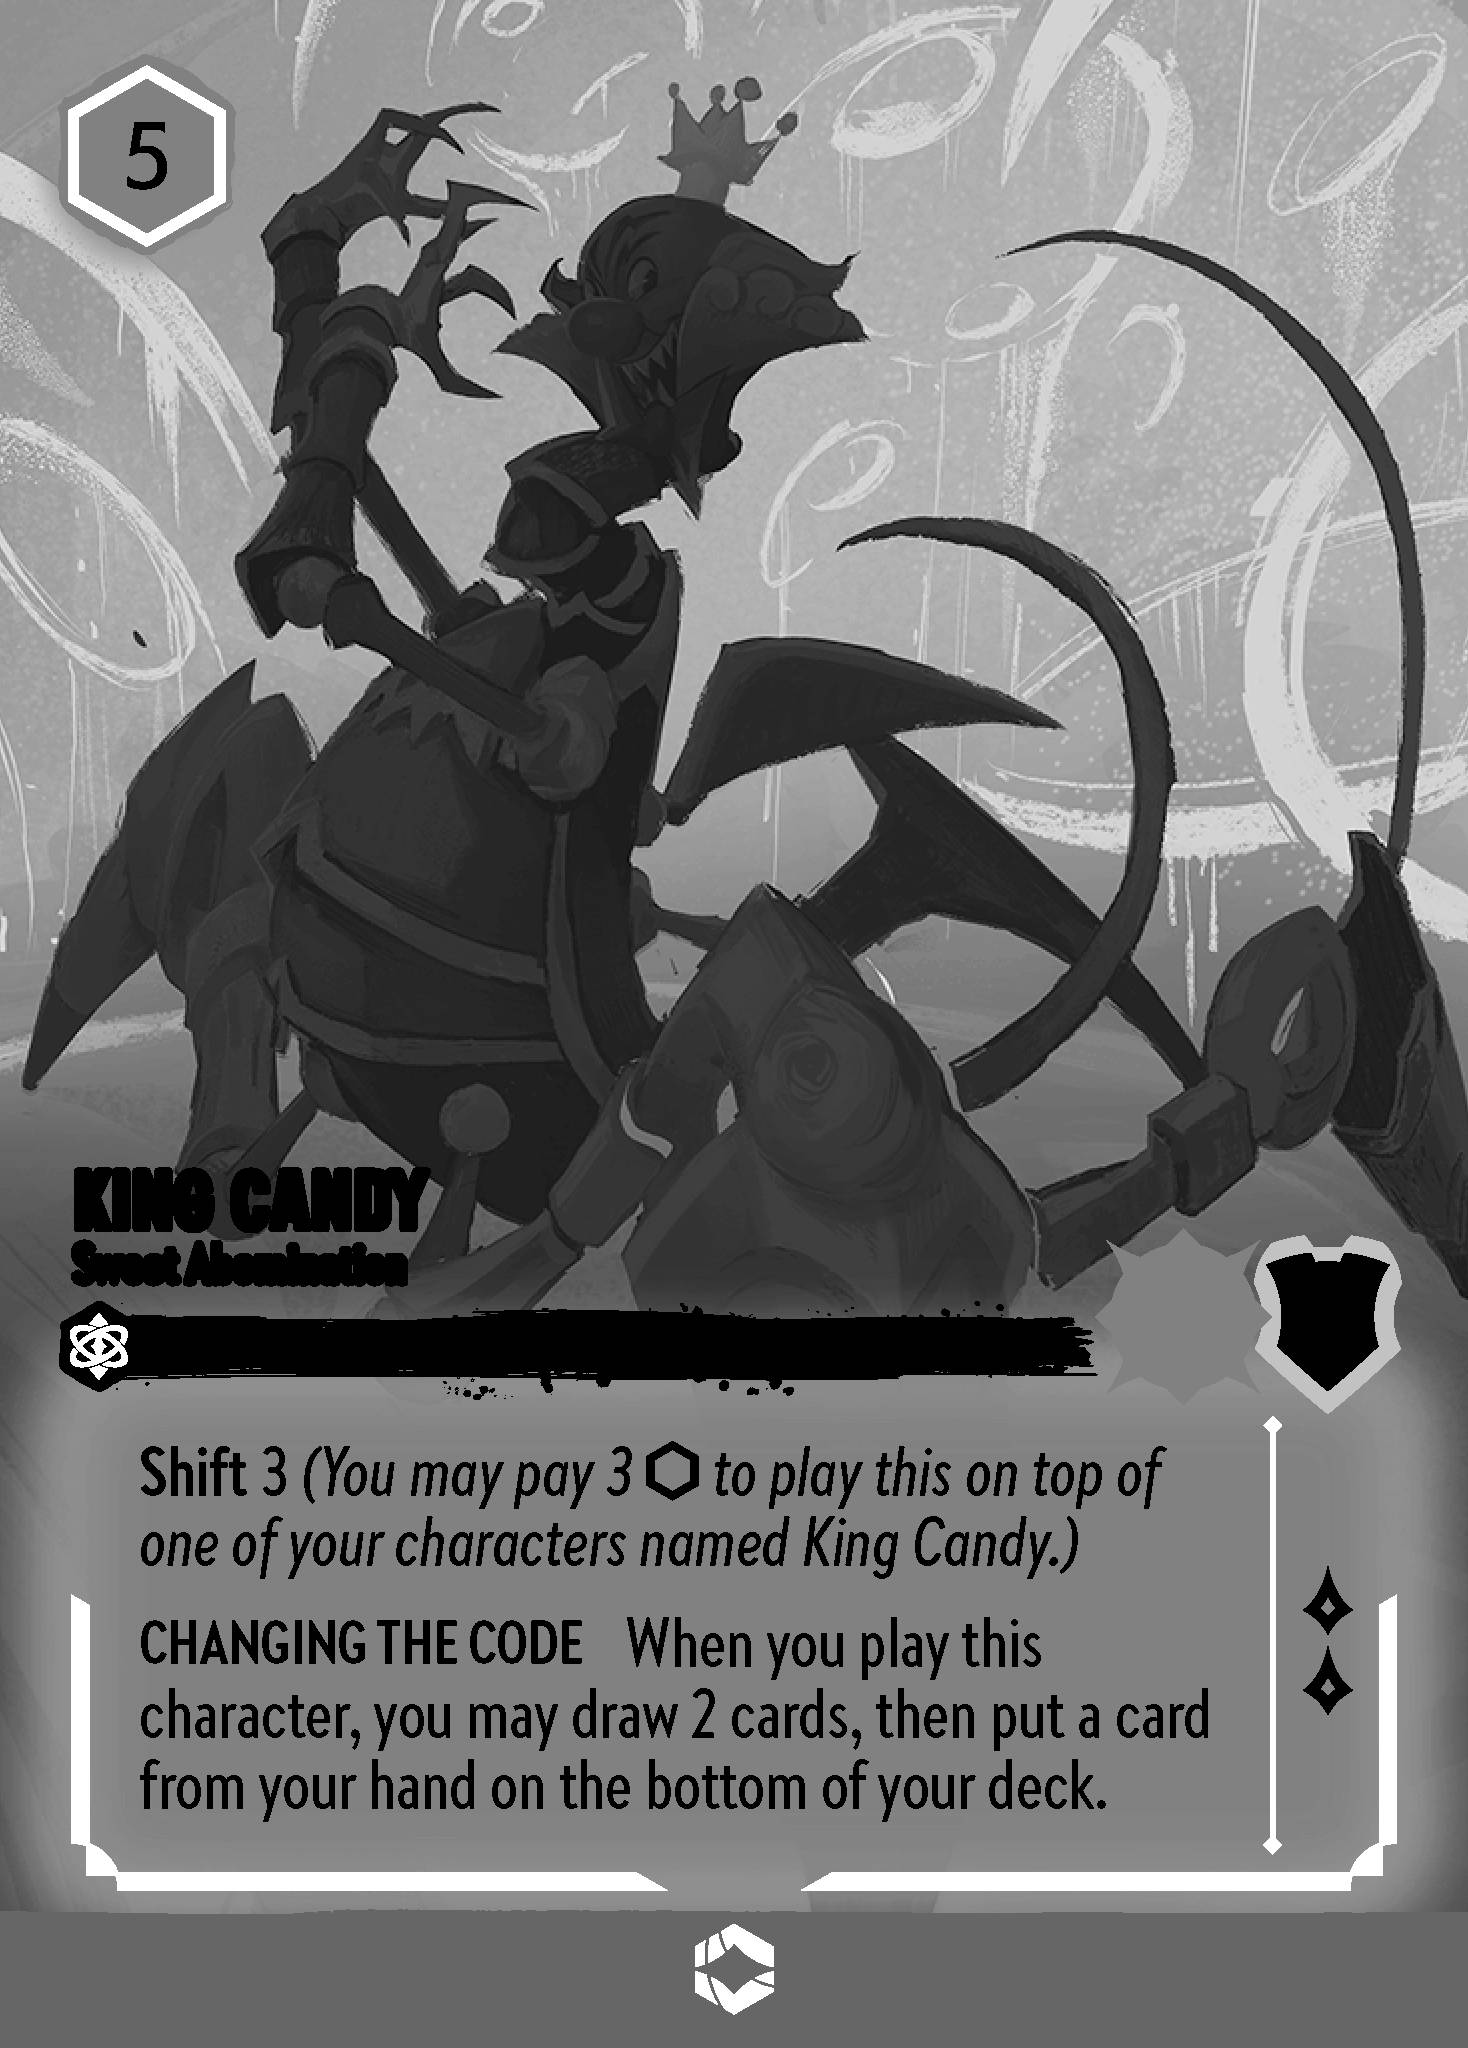 5
KING CANDY
Sweet Abomination
Shift 3 (You may pay 3 ⬡ to play this on top of
one of your characters named King Candy.)
CHANGING THE CODE When you play this
character, you may draw 2 cards, then put a card
from your hand on the bottom of your deck.